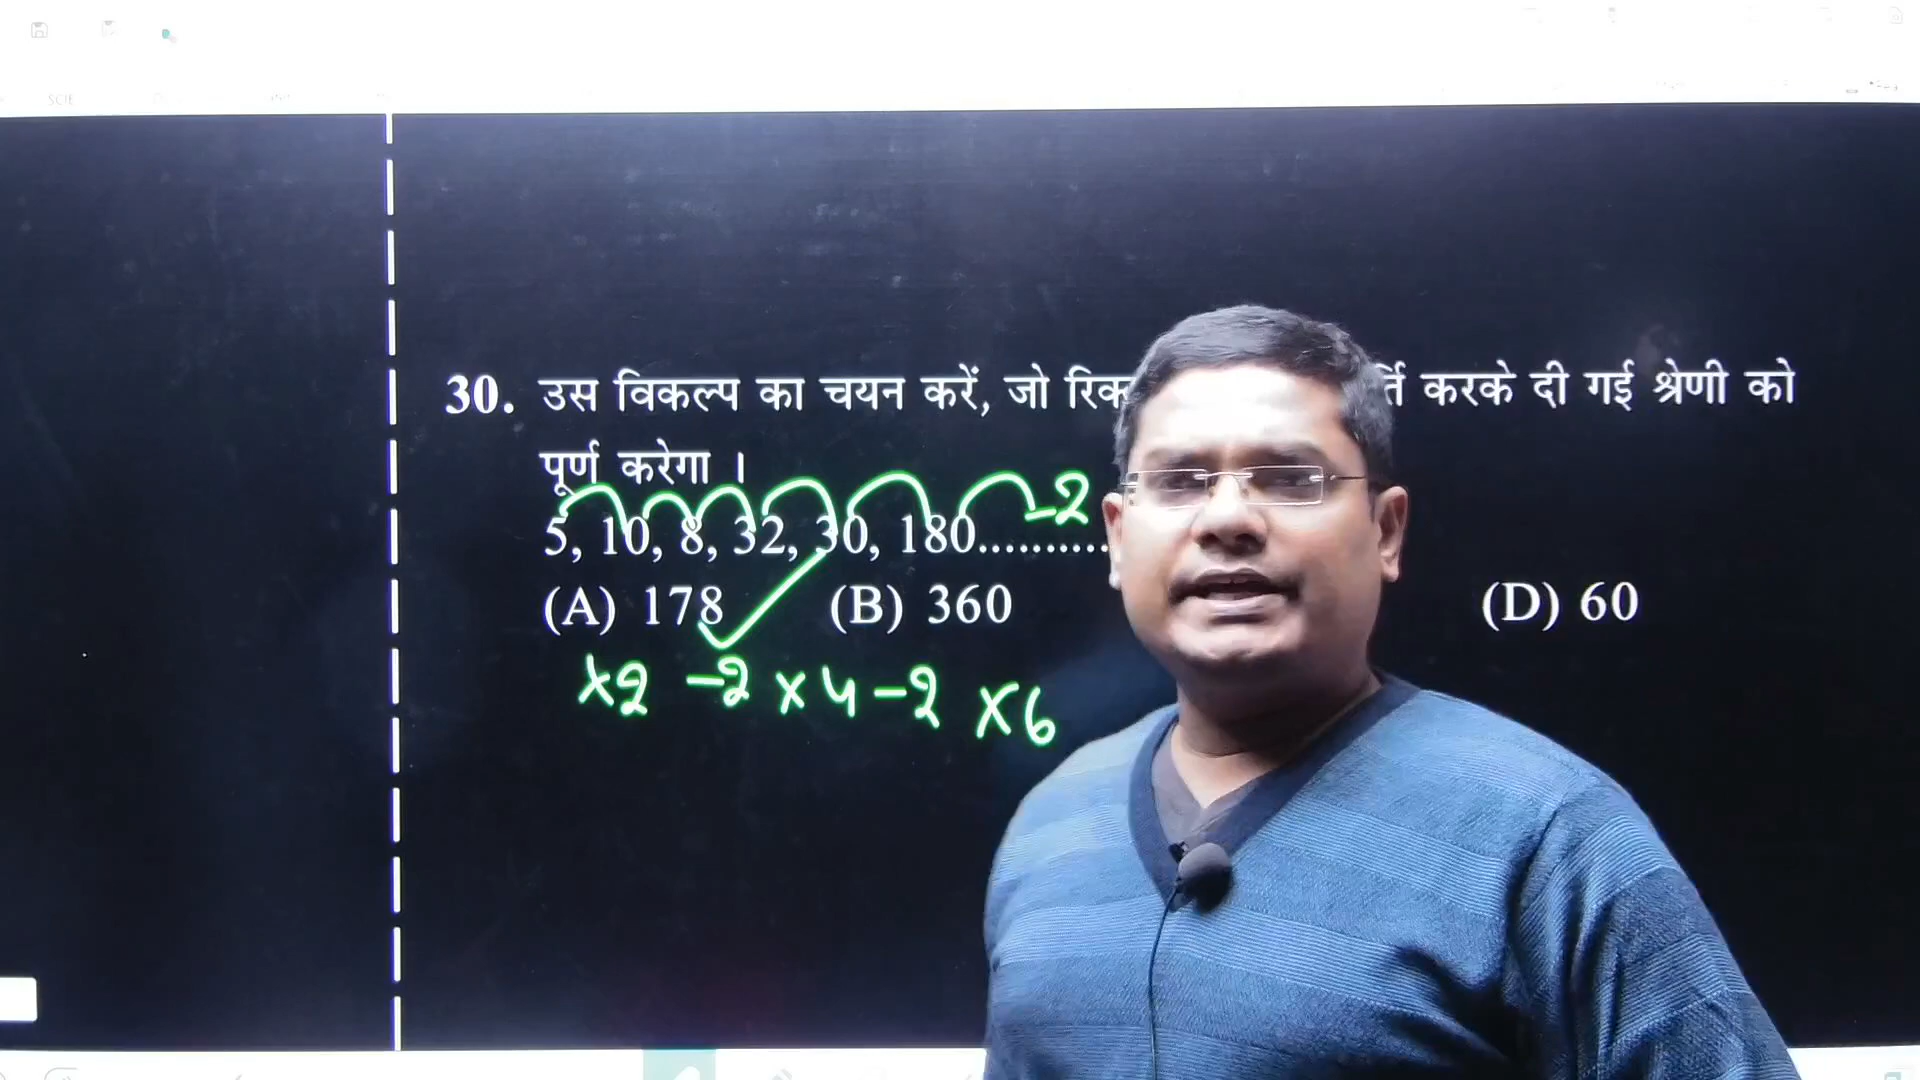 SCIE
30. उस विकल्प का चयन करें, जो करके दी गई श्रेणी को
पूर्ण करेगा ।
-2
5, 10, 8, 32, 30, 180..........
(A) 178 (B) 360 (D) 60
×2 -2 ×4 -2 ×6